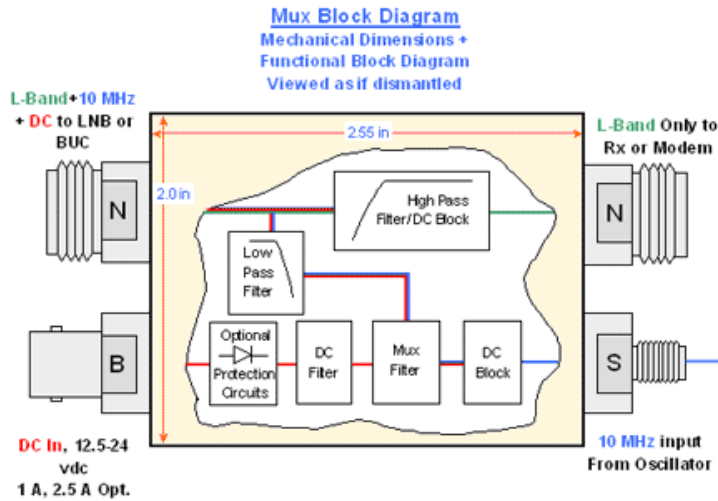 Mux Block Diagram
Mechanical Dimensions +
Functional Block Diagram
Viewed as if dismantled
L-Band+10 MHz
+ DC to LNB or
BUC
L-Band Only to
Rx or Modem
2.55 in
2.0 in
N
N
High Pass
Filter/DC Block
Low
Pass
Filter
Optional
Protection
Circuits
DC
Filter
Mux
Filter
DC
Block
B
S
DC In, 12.5-24
vdc
1 A, 2.5 A Opt.
10 MHz input
From Oscillator